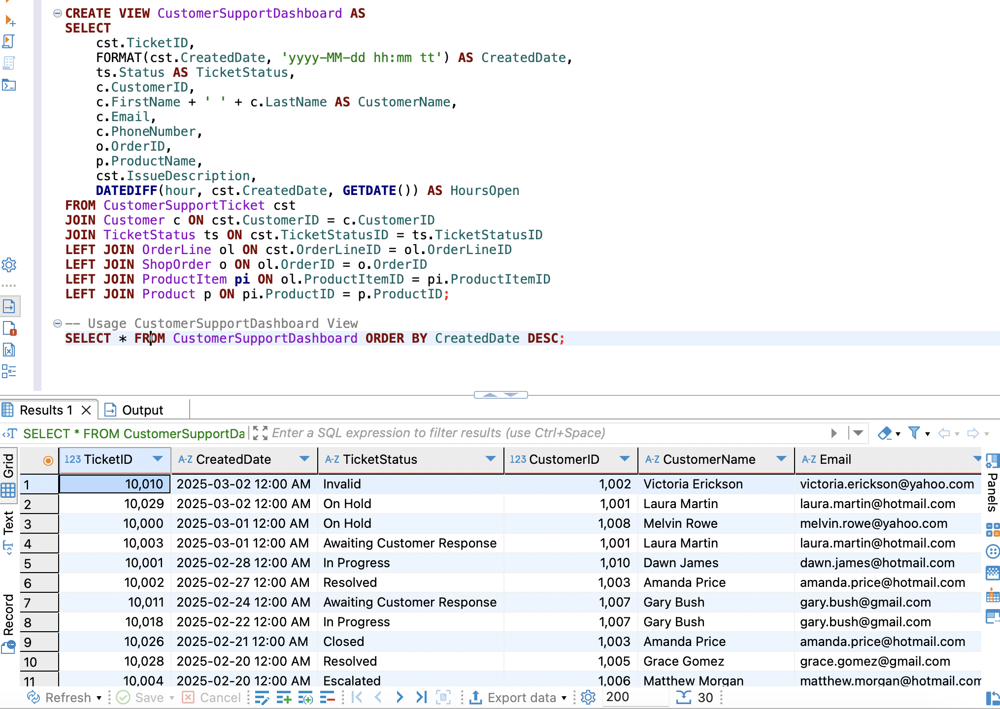 CREATE VIEW CustomerSupportDashboard AS
SELECT
cst.TicketID,
FORMAT(cst.CreatedDate, 'yyyy-MM-dd hh:mm tt') AS CreatedDate,
ts.Status AS TicketStatus,
c.CustomerID,
c.FirstName + ' ' + c.LastName AS CustomerName,
c.Email,
c.PhoneNumber,
o.OrderID,
p.ProductName,
cst.IssueDescription,
DATEDIFF(hour, cst.CreatedDate, GETDATE()) AS HoursOpen
FROM CustomerSupportTicket cst
JOIN Customer c ON cst.CustomerID = c.CustomerID
JOIN TicketStatus ts ON cst.TicketStatusID = ts.TicketStatusID
LEFT JOIN OrderLine ol ON cst.OrderLineID = ol.OrderLineID
LEFT JOIN ShopOrder o ON ol.OrderID = o.OrderID
LEFT JOIN ProductItem pi ON ol.ProductItemID = pi.ProductItemID
LEFT JOIN Product p ON pi.ProductID = p.ProductID;
-- Usage CustomerSupportDashboard View
SELECT * FROM CustomerSupportDashboard ORDER BY CreatedDate DESC;
Results 1 Output
SELECT * FROM CustomerSupportDa Enter a SQL expression to filter results (use Ctrl+Space)
Grid
Text
Record
123 TicketID A-Z CreatedDate A-Z TicketStatus 123 CustomerID A-Z CustomerName A-Z Email
1 10,010 2025-03-02 12:00 AM Invalid 1,002 Victoria Erickson victoria.erickson@yahoo.com
2 10,029 2025-03-02 12:00 AM On Hold 1,001 Laura Martin laura.martin@hotmail.com
3 10,000 2025-03-01 12:00 AM On Hold 1,008 Melvin Rowe melvin.rowe@yahoo.com
4 10,003 2025-03-01 12:00 AM Awaiting Customer Response 1,001 Laura Martin laura.martin@hotmail.com
5 10,001 2025-02-28 12:00 AM In Progress 1,010 Dawn James dawn.james@hotmail.com
6 10,002 2025-02-27 12:00 AM Resolved 1,003 Amanda Price amanda.price@hotmail.com
7 10,011 2025-02-24 12:00 AM Awaiting Customer Response 1,007 Gary Bush gary.bush@gmail.com
8 10,018 2025-02-22 12:00 AM In Progress 1,007 Gary Bush gary.bush@gmail.com
9 10,026 2025-02-21 12:00 AM Closed 1,003 Amanda Price amanda.price@hotmail.com
10 10,028 2025-02-20 12:00 AM Resolved 1,005 Grace Gomez grace.gomez@gmail.com
11 10,004 2025-02-20 12:00 AM Escalated 1,006 Matthew Morgan matthew.morgan@hotmail.com
Panels
Refresh Save Cancel Export data 200 30